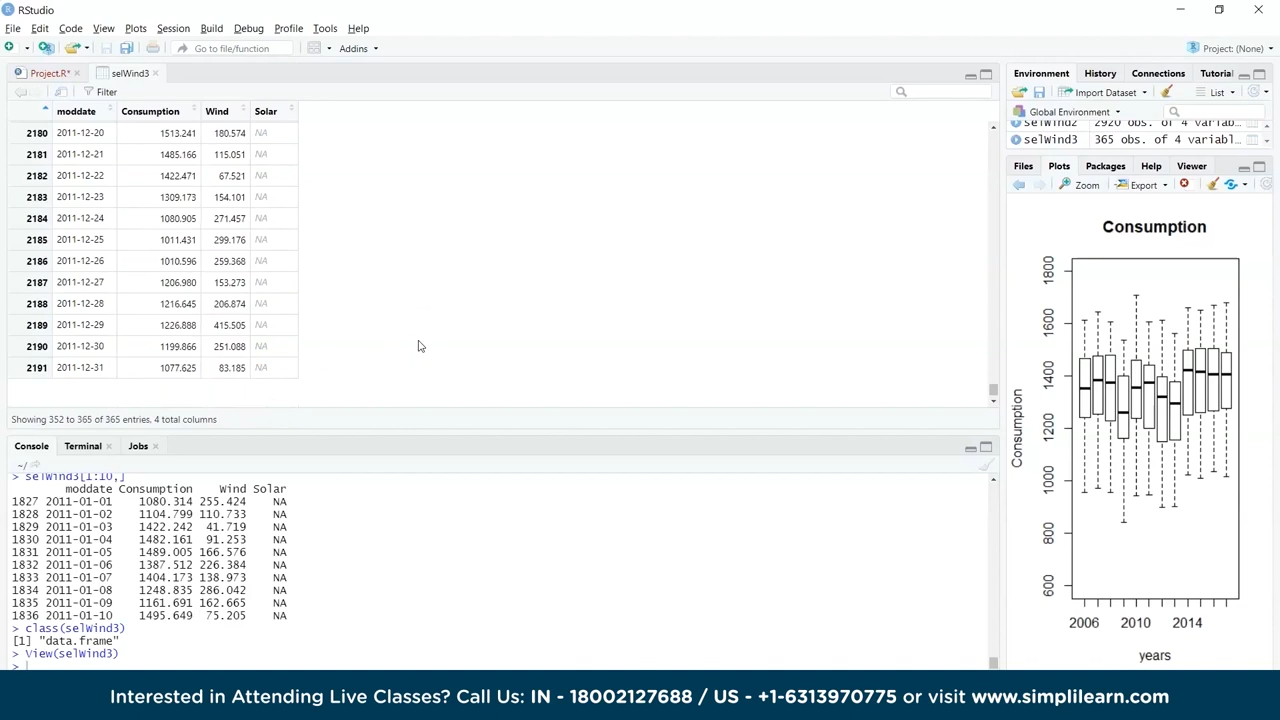 RStudio
File Edit Code View Plots Session Build Debug Profile Tools Help
Go to file/function Addins Project: (None)
Project.R* selWind3
Filter
moddate Consumption Wind Solar
2180 2011-12-20 1513.241 180.574 NA
2181 2011-12-21 1485.166 115.051 NA
2182 2011-12-22 1422.471 67.521 NA
2183 2011-12-23 1309.173 154.101 NA
2184 2011-12-24 1080.905 271.457 NA
2185 2011-12-25 1011.431 299.176 NA
2186 2011-12-26 1010.596 259.368 NA
2187 2011-12-27 1206.980 153.273 NA
2188 2011-12-28 1216.645 206.874 NA
2189 2011-12-29 1226.888 415.505 NA
2190 2011-12-30 1199.866 251.088 NA
2191 2011-12-31 1077.625 83.185 NA
Showing 352 to 365 of 365 entries, 4 total columns
Console Terminal Jobs
~/
> selWind3[1:10,]
moddate Consumption Wind Solar
1827 2011-01-01 1080.314 255.424 NA
1828 2011-01-02 1104.799 110.733 NA
1829 2011-01-03 1422.242 41.719 NA
1830 2011-01-04 1482.161 91.253 NA
1831 2011-01-05 1489.005 166.576 NA
1832 2011-01-06 1387.512 226.384 NA
1833 2011-01-07 1404.173 138.973 NA
1834 2011-01-08 1248.835 286.042 NA
1835 2011-01-09 1161.691 162.665 NA
1836 2011-01-10 1495.649 75.205 NA
> class(selWind3)
[1] "data.frame"
> View(selWind3)
>
Environment History Connections Tutorial
Import Dataset List
Global Environment
selWind2 2920 obs. of 4 variab...
selWind3 365 obs. of 4 variabl...
Files Plots Packages Help Viewer
Zoom Export
Consumption
1800
1600
1400
1200
1000
800
600
Consumption
2006 2010 2014
years
Interested in Attending Live Classes? Call Us: IN - 18002127688 / US - +1-6313970775 or visit www.simplilearn.com